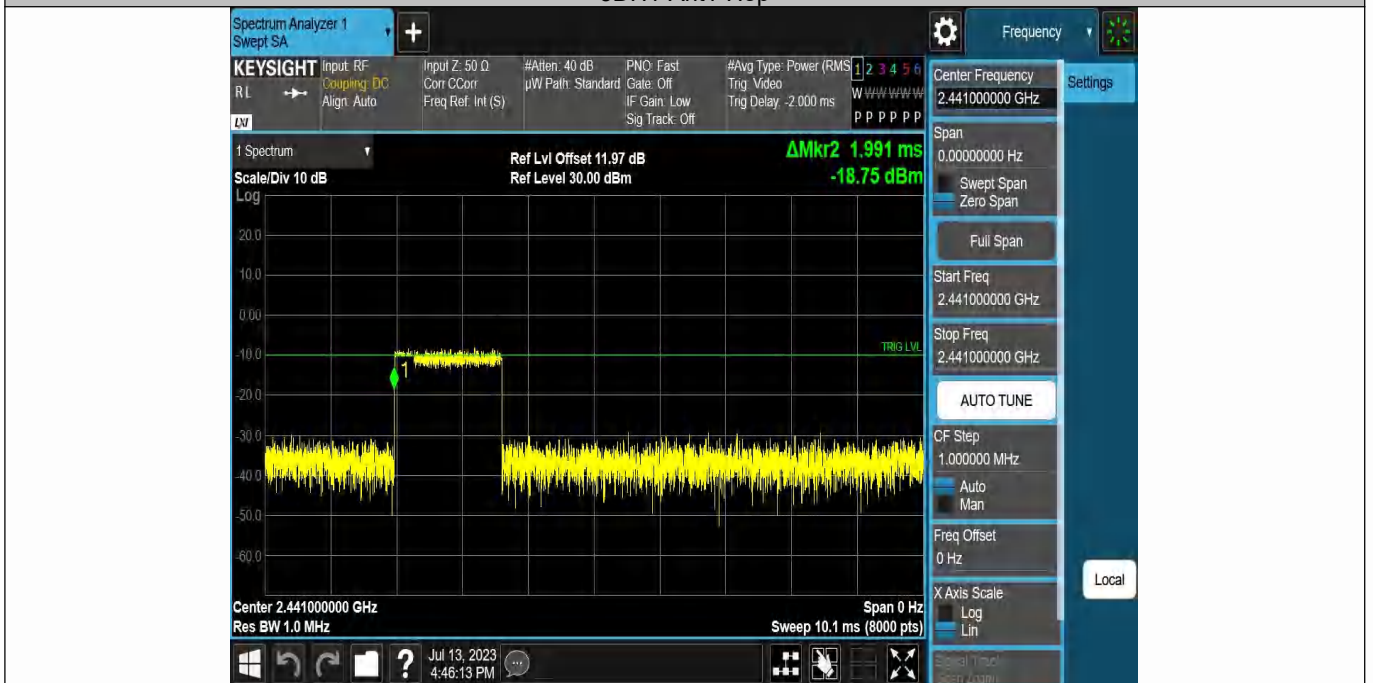 Spectrum Analyzer 1
Swept SA
+
Frequency
KEYSIGHT
RL
LXI
Input: RF
Coupling: DC
Align: Auto
Input Z: 50 Ω
Corr CCorr
Freq Ref: Int (S)
#Atten: 40 dB
µW Path: Standard
PNO: Fast
Gate: Off
IF Gain: Low
Sig Track: Off
#Avg Type: Power (RMS
Trig: Video
Trig Delay: -2.000 ms
1 2 3 4 5 6
W W W W W W
P P P P P P
Center Frequency
2.441000000 GHz
Settings
1 Spectrum
Scale/Div 10 dB
Log
Ref Lvl Offset 11.97 dB
Ref Level 30.00 dBm
ΔMkr2 1.991 ms
-18.75 dBm
20.0
10.0
0.00
-10.0
-20.0
-30.0
-40.0
-50.0
-60.0
TRIG LVL
1
Center 2.441000000 GHz
Res BW 1.0 MHz
Span 0 Hz
Sweep 10.1 ms (8000 pts)
Span
0.00000000 Hz
Swept Span
Zero Span
Full Span
Start Freq
2.441000000 GHz
Stop Freq
2.441000000 GHz
AUTO TUNE
CF Step
1.000000 MHz
Auto
Man
Freq Offset
0 Hz
X Axis Scale
Log
Lin
Signal Track
Local
?
Jul 13, 2023
4:46:13 PM